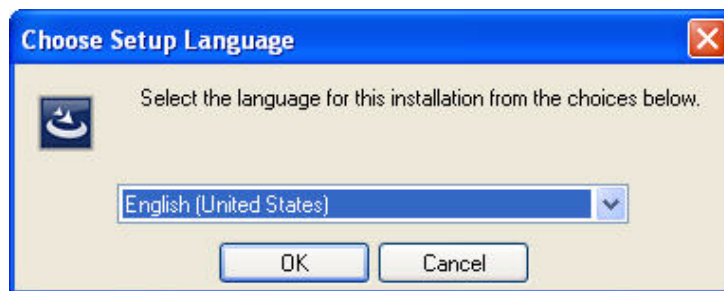 Choose Setup Language
Select the language for this installation from the choices below.
English (United States)
OK
Cancel